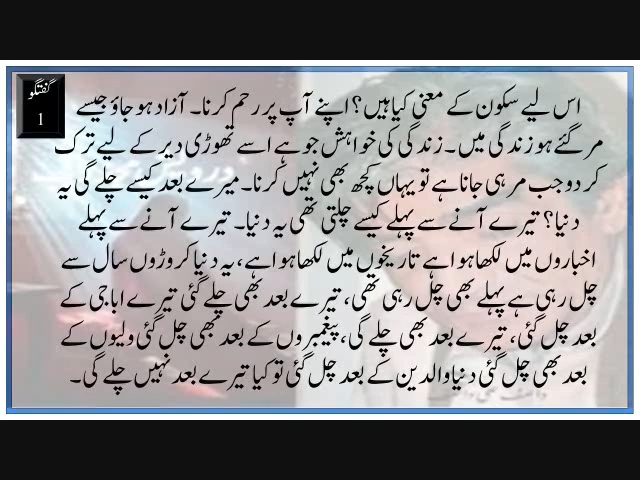 گفتگو
1
اس لیے سکون کے معنی کیا ہیں؟ اپنے آپ پر رحم کرنا۔ آزاد ہو جاؤ جیسے
مر گئے ہو زندگی میں۔ زندگی کی خواہش جو ہے اسے تھوڑی دیر کے لیے ترک
کر دو جب مر ہی جانا ہے تو یہاں کچھ بھی نہیں کرنا۔ میرے بعد کیسے چلے گی یہ
دنیا؟ تیرے آنے سے پہلے کیسے چلتی تھی یہ دنیا۔ تیرے آنے سے پہلے
اخباروں میں لکھا ہوا ہے تاریخوں میں لکھا ہوا ہے، یہ دنیا کروڑوں سال سے
چل رہی ہے پہلے بھی چل رہی تھی، تیرے بعد بھی چلے گئی تیرے اباجی کے
بعد چل گئی، تیرے بعد بھی چلے گی، پیغمبروں کے بعد بھی چل گئی ولیوں کے
بعد بھی چل گئی دنیا والدین کے بعد چل گئی تو کیا تیرے بعد نہیں چلے گی۔
واصف علی واصف